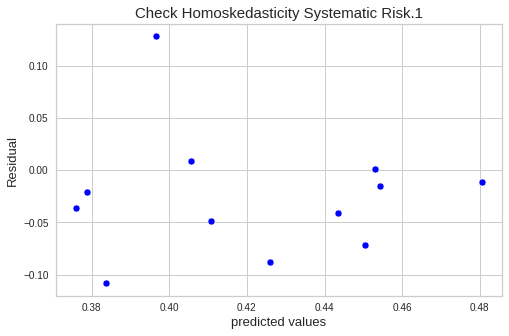 Check Homoskedasticity Systematic Risk.1
Residual
0.10
0.05
0.00
−0.05
−0.10
0.38 0.40 0.42 0.44 0.46 0.48
predicted values